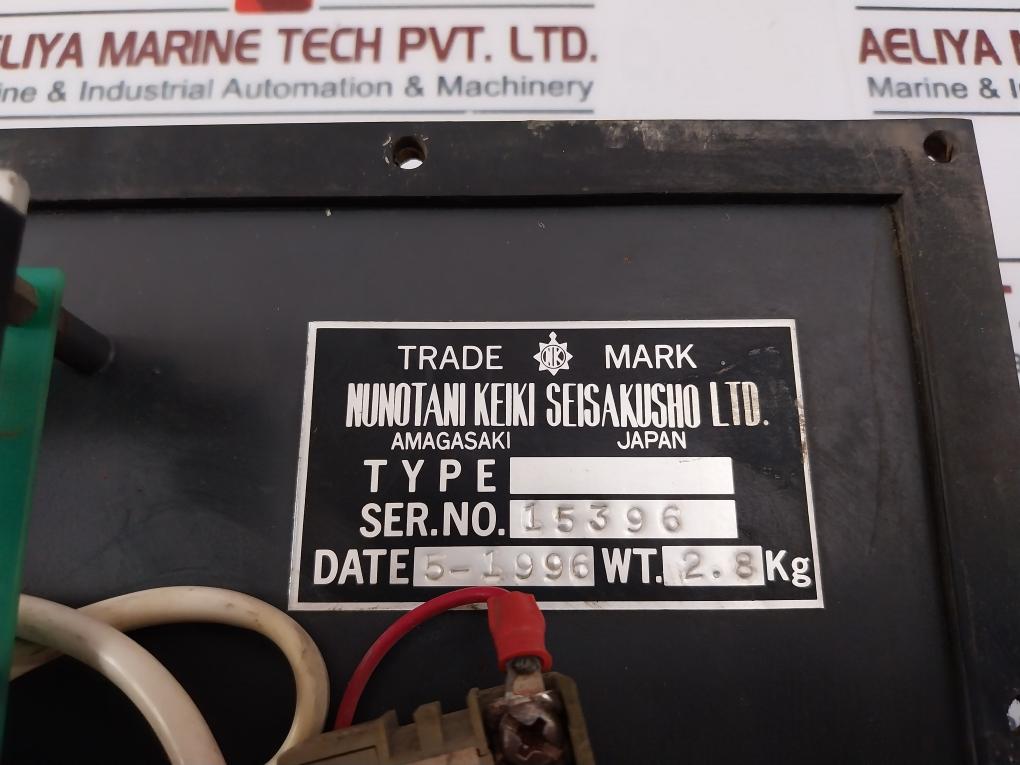 ELIYA MARINE TECH PVT. LTD.
ine & Industrial Automation & Machinery
AELIYA M
Marine & I
TRADE NK MARK
NUNOTANI KEIKI SEISAKUSHO LTD.
AMAGASAKI JAPAN
TYPE
SER.NO. 15396
DATE 5-1996 WT. 2.8 Kg